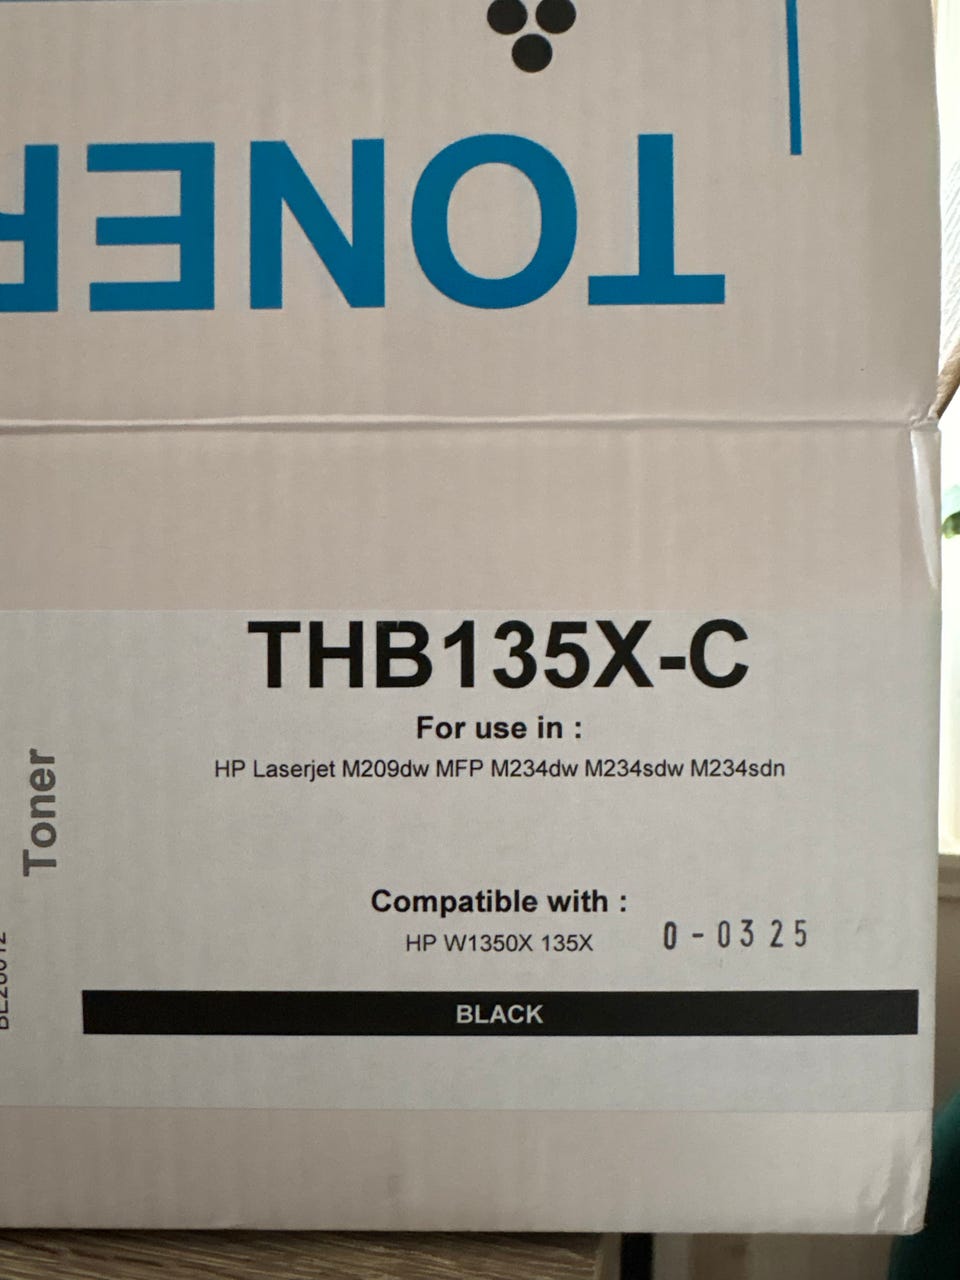 TONER
THB135X-C
For use in :
HP Laserjet M209dw MFP M234dw M234sdw M234sdn
Toner
Compatible with :
HP W1350X 135X
0-0325
BLACK